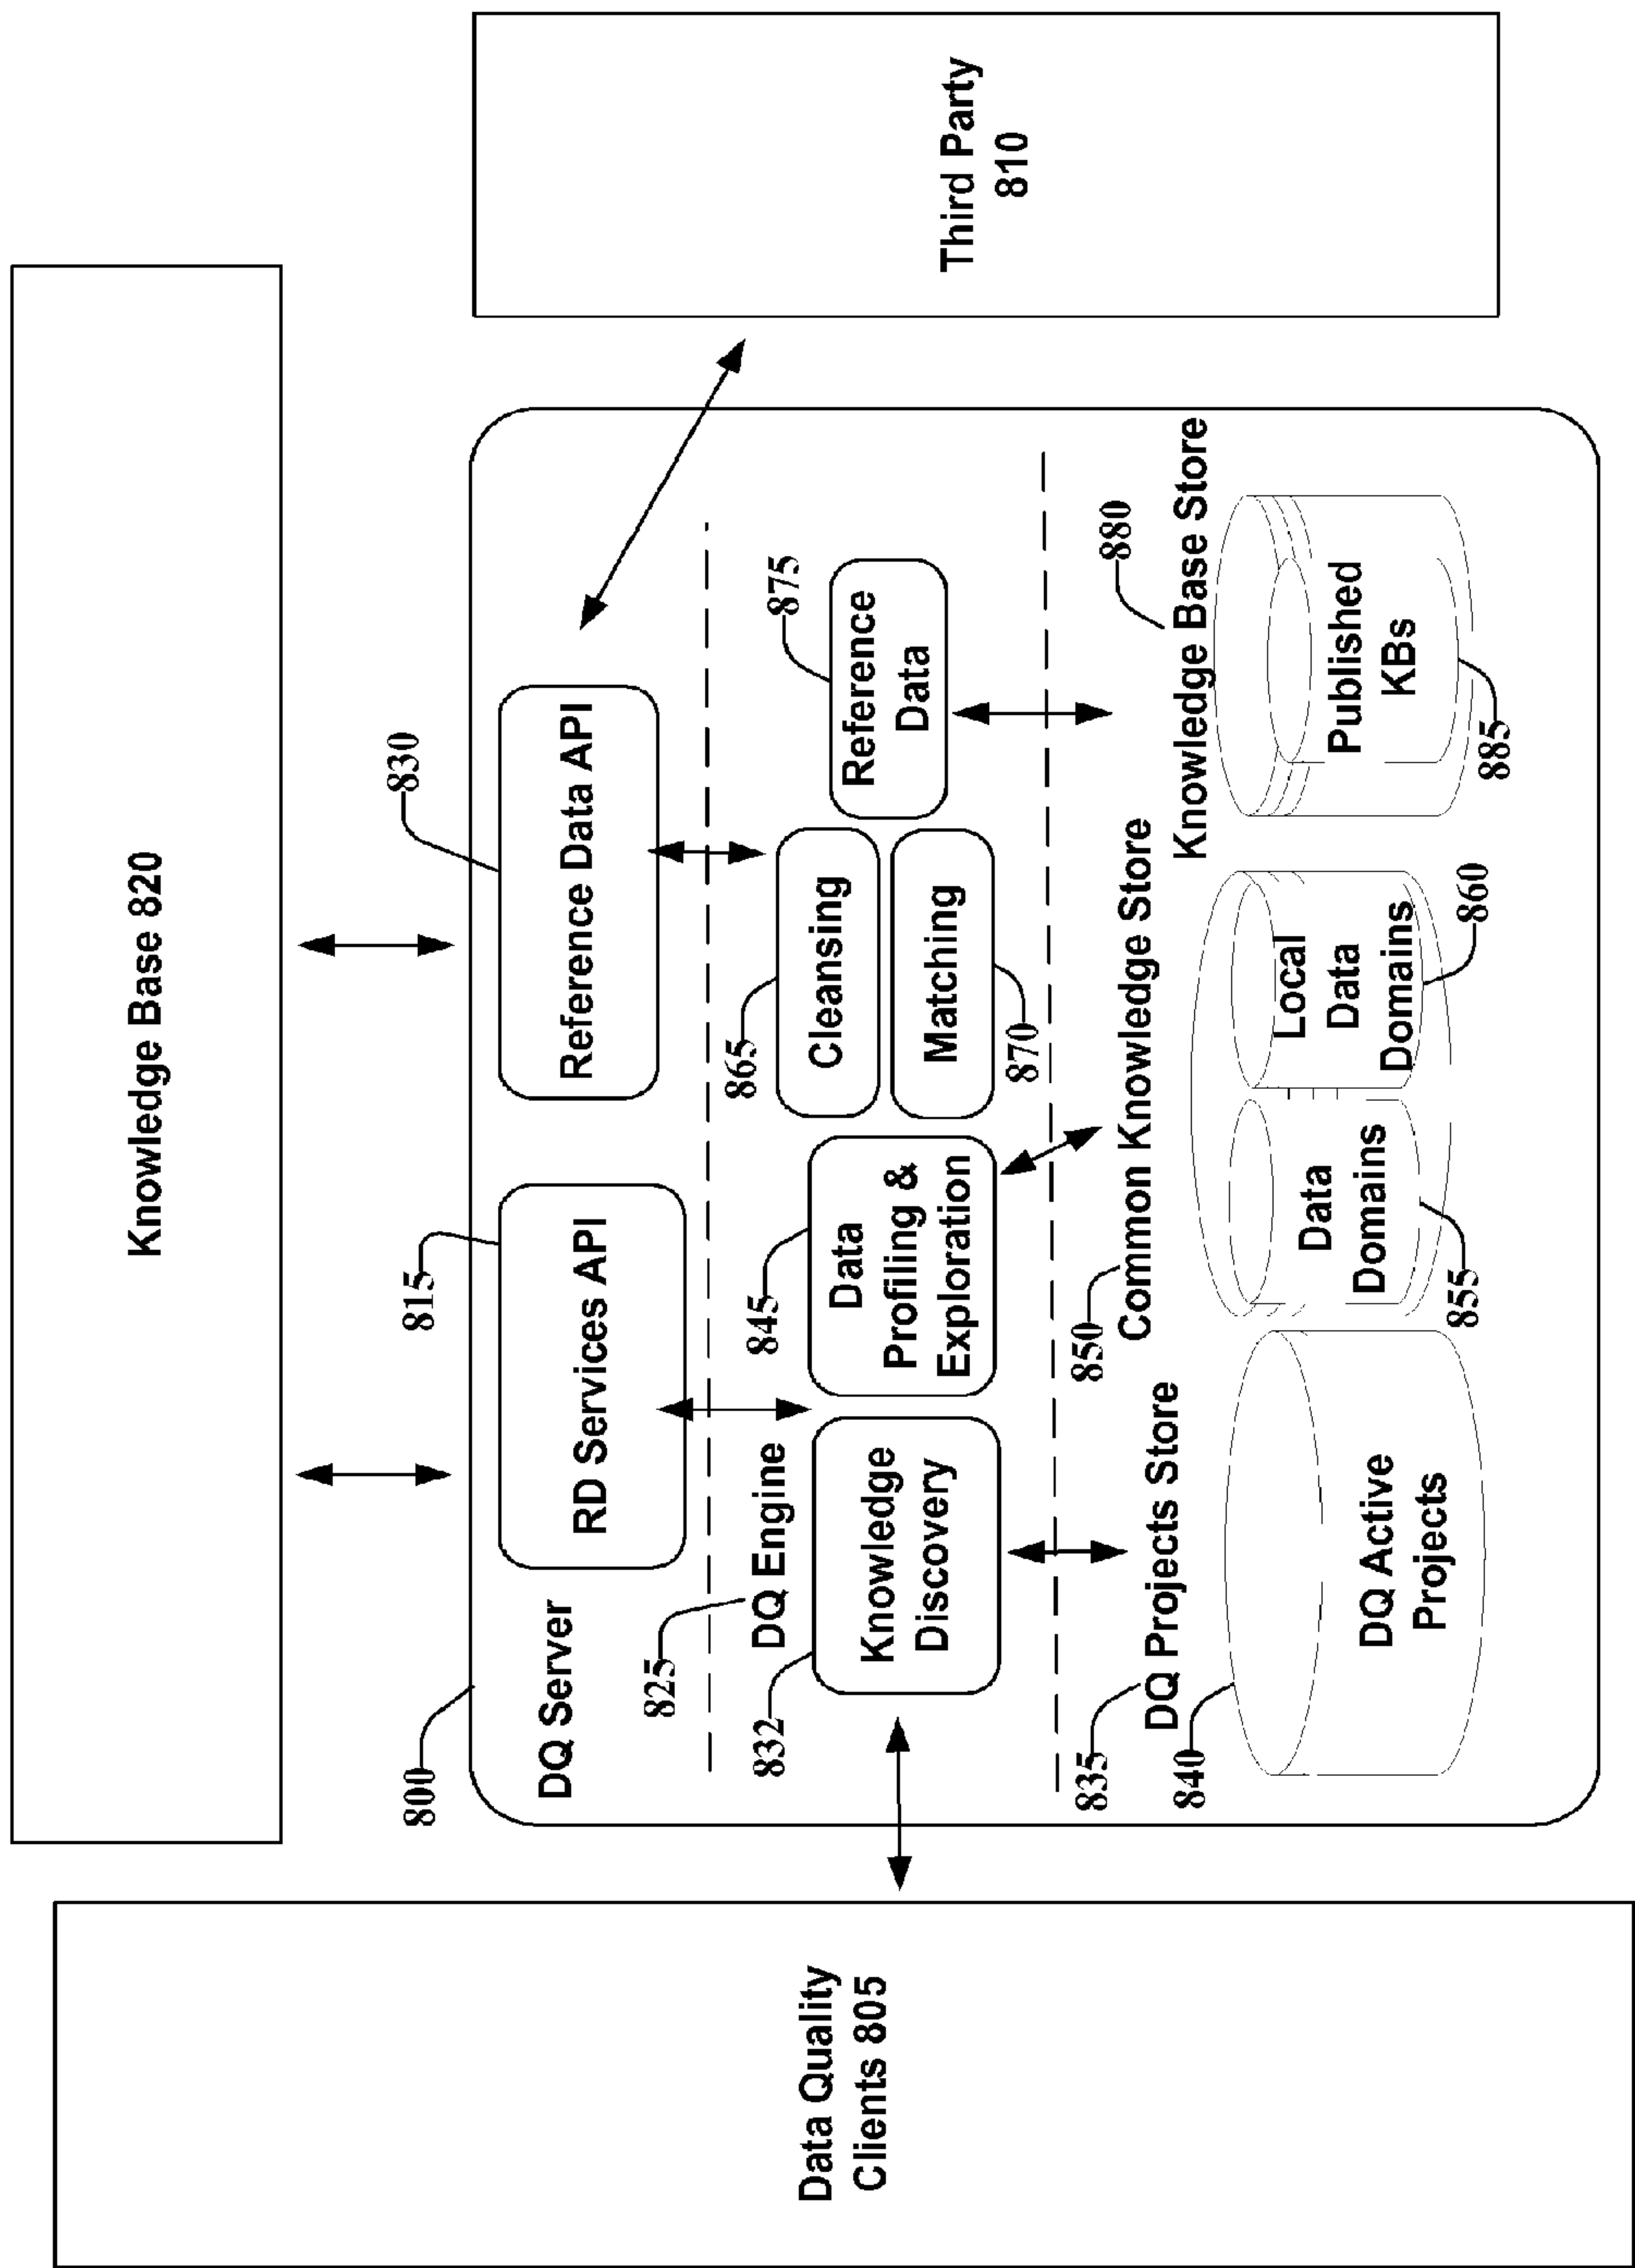 Knowledge Base 820
Data Quality
Clients 805
Third Party
810
800
DQ Server
815
RD Services API
830
Reference Data API
825
DQ Engine
832
Knowledge
Discovery
845
Data
Profiling &
Exploration
865
Cleansing
Matching
870
875
Reference
Data
835
DQ Projects Store
840
DQ Active
Projects
850
Common Knowledge Store
Data
Domains
855
Local
Data
Domains
860
880
Knowledge Base Store
Published
KBs
885